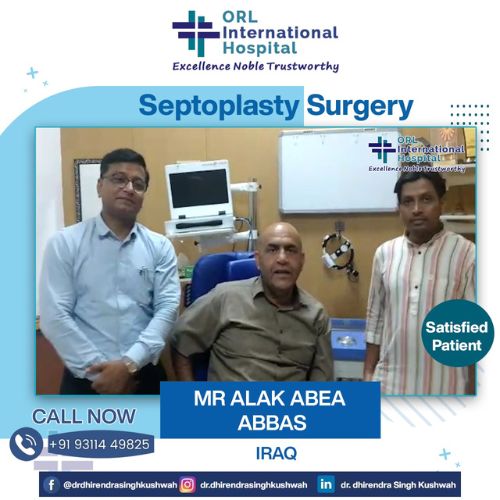 ORL
International
Hospital
Excellence Noble Trustworthy
Septoplasty Surgery
ORL
International
Hospital
Excellence Noble Trustworthy
Satisfied
Patient
MR ALAK ABEA
ABBAS
IRAQ
CALL NOW
+91 93114 49825
@drdhirendrasinghkushwah
dr.dhirendrasinghkushwah
dr. dhirendra Singh Kushwah